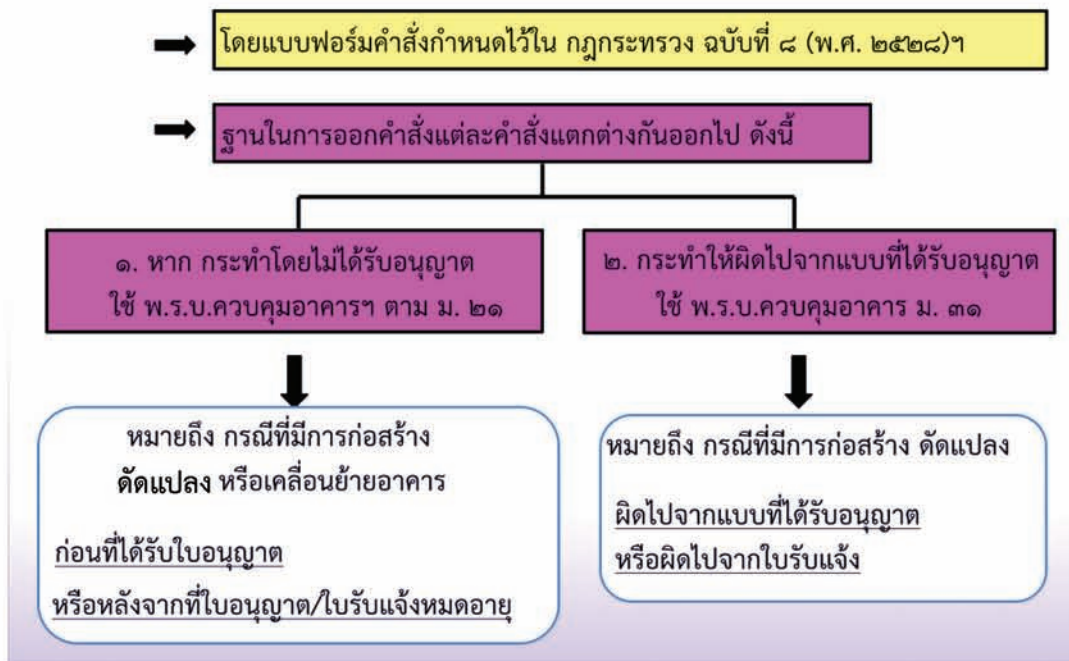 โดยแบบฟอร์มคำสั่งกำหนดไว้ใน กฎกระทรวง ฉบับที่ ๘ (พ.ศ. ๒๕๒๘)ฯ
ฐานในการออกคำสั่งแต่ละคำสั่งแตกต่างกันออกไป ดังนี้
๑. หาก กระทำโดยไม่ได้รับอนุญาต
ใช้ พ.ร.บ.ควบคุมอาคารฯ ตาม ม. ๒๑
๒. กระทำให้ผิดไปจากแบบที่ได้รับอนุญาต
ใช้ พ.ร.บ.ควบคุมอาคาร ม. ๓๑
หมายถึง กรณีที่มีการก่อสร้าง
ดัดแปลง หรือเคลื่อนย้ายอาคาร
ก่อนที่ได้รับใบอนุญาต
หรือหลังจากที่ใบอนุญาต/ใบรับแจ้งหมดอายุ
หมายถึง กรณีที่มีการก่อสร้าง ดัดแปลง
ผิดไปจากแบบที่ได้รับอนุญาต
หรือผิดไปจากใบรับแจ้ง